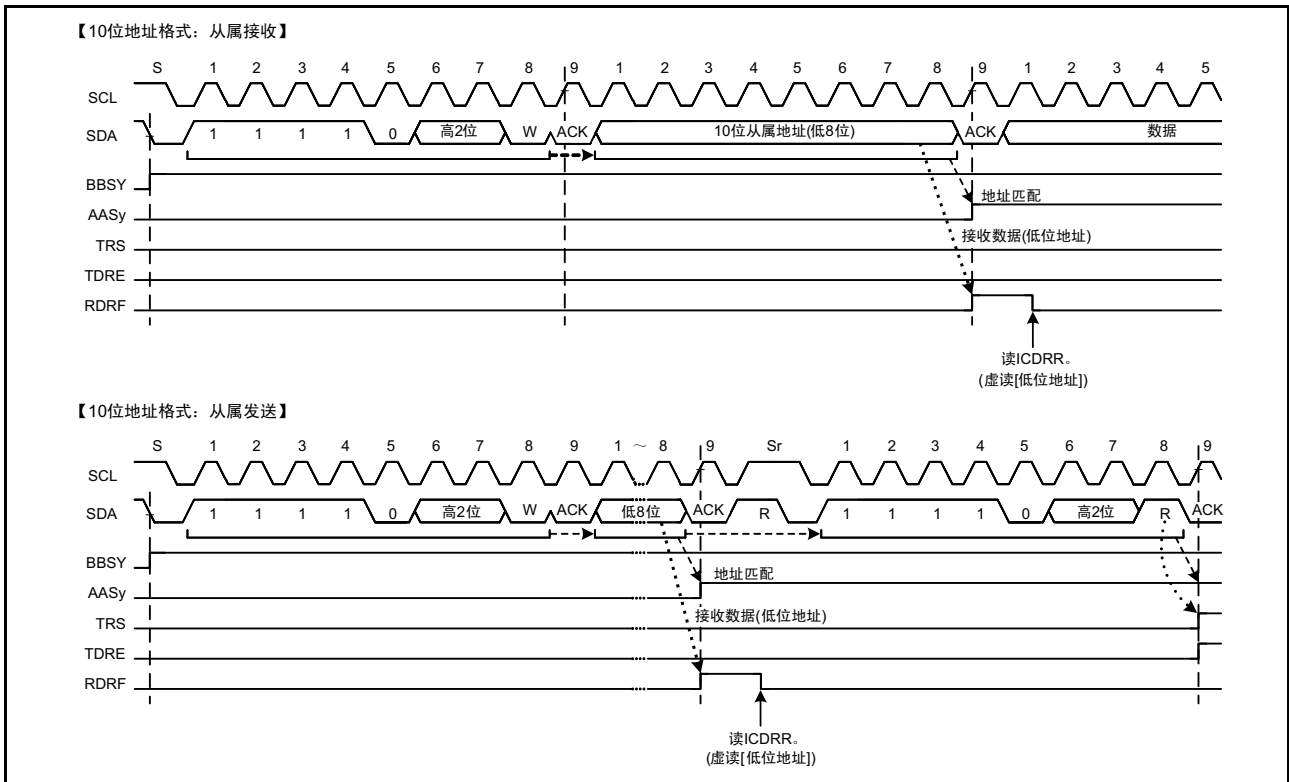 【10位地址格式：从属接收】
S 1 2 3 4 5 6 7 8 9 1 2 3 4 5 6 7 8 9 1 2 3 4 5
SCL
SDA 1 1 1 1 0 高2位 W ACK 10位从属地址(低8位) ACK 数据
BBSY
地址匹配
AASy
接收数据(低位地址)
TRS
TDRE
RDRF
读ICDRR。
(虚读[低位地址])
【10位地址格式：从属发送】
S 1 2 3 4 5 6 7 8 9 1 ～ 8 9 Sr 1 2 3 4 5 6 7 8 9
SCL
SDA 1 1 1 1 0 高2位 W ACK 低8位 ACK R 1 1 1 1 0 高2位 R ACK
BBSY
地址匹配
AASy
接收数据(低位地址)
TRS
TDRE
RDRF
读ICDRR。
(虚读[低位地址])